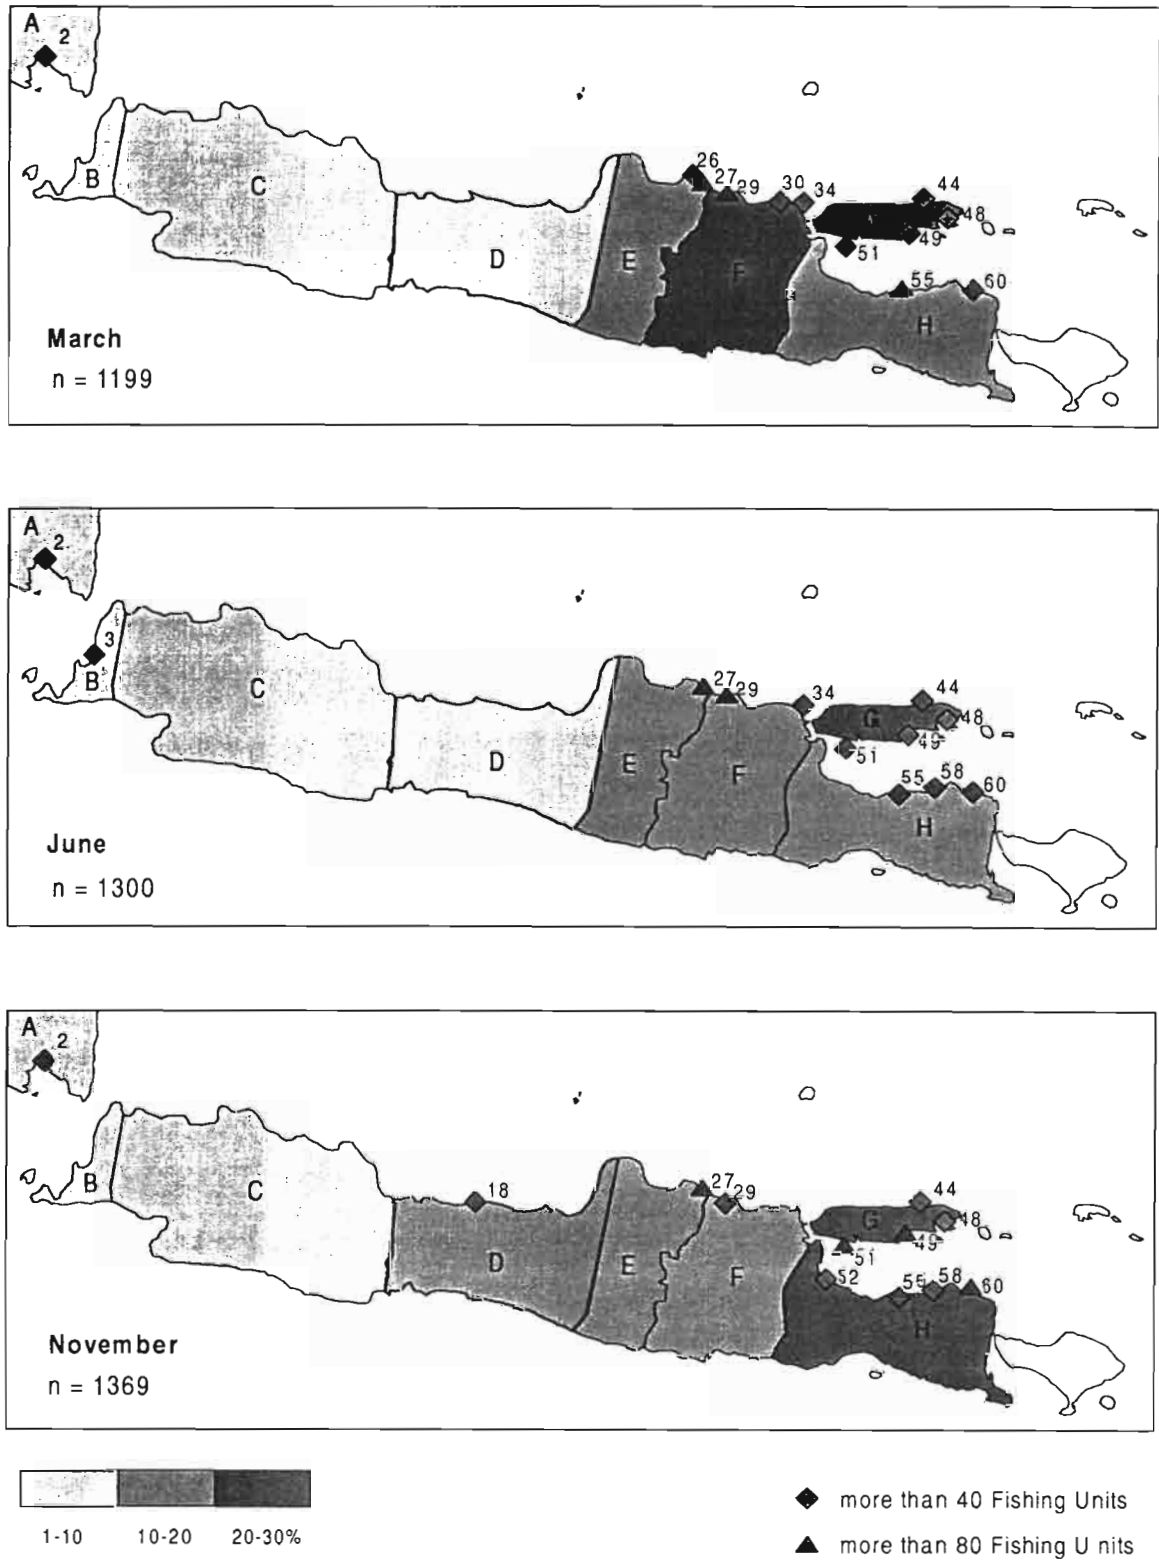 A 2
B
C
D
E
F
H
26
27 29
30 34
44
48
49
51
55
60
March
n = 1199
A 2
3
B
C
D
E
F
G
H
27 29
34
44
48
49
51
55 58 60
June
n = 1300
A 2
B
C
18
D
E
F
G
H
27 29
44
48
49
51
52
58 60
November
n = 1369
1-10 10-20 20-30%
more than 40 Fishing Units
more than 80 Fishing U nits